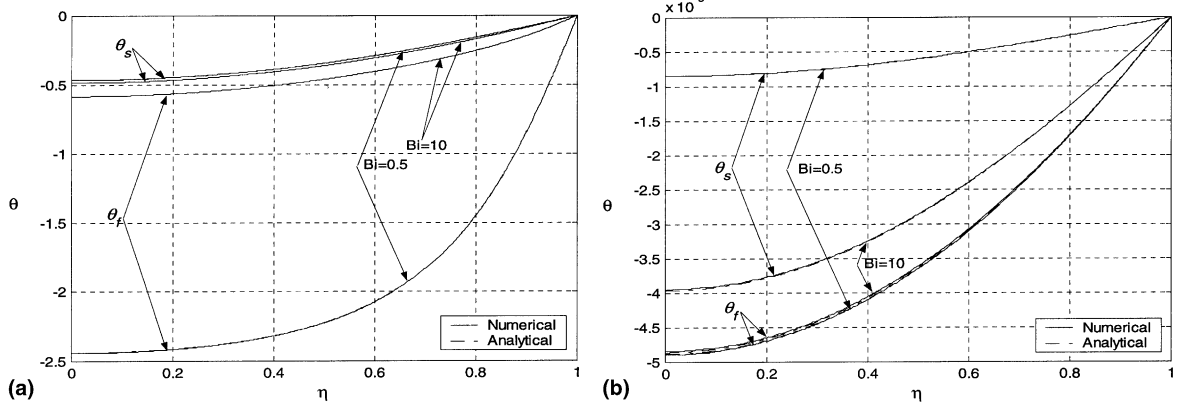 0
-0.5
-1
-1.5
-2
-2.5
θ
0
0.2
0.4
0.6
0.8
1
η
θs
θf
Bi=10
Bi=0.5
Numerical
Analytical
(a)
× 10
0
-0.5
-1
-1.5
-2
-2.5
-3
-3.5
-4
-4.5
-5
θ
0
0.2
0.4
0.6
0.8
1
η
θs
Bi=0.5
Bi=10
θf
Numerical
Analytical
(b)